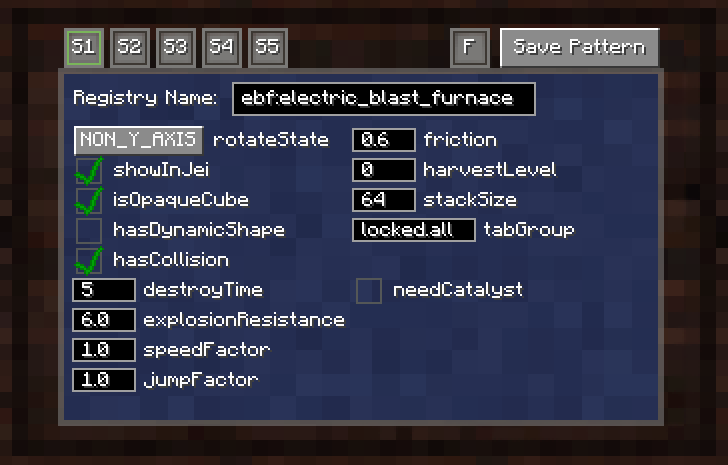 S1 S2 S3 S4 S5 F Save Pattern
Registry Name: ebf:electric_blast_furnace
NON_Y_AXIS rotateState 0.6 friction
showInJei 0 harvestLevel
isOpaqueCube 64 stackSize
hasDynamicShape locked.all tabGroup
hasCollision
5 destroyTime needCatalyst
6.0 explosionResistance
1.0 speedFactor
1.0 jumpFactor